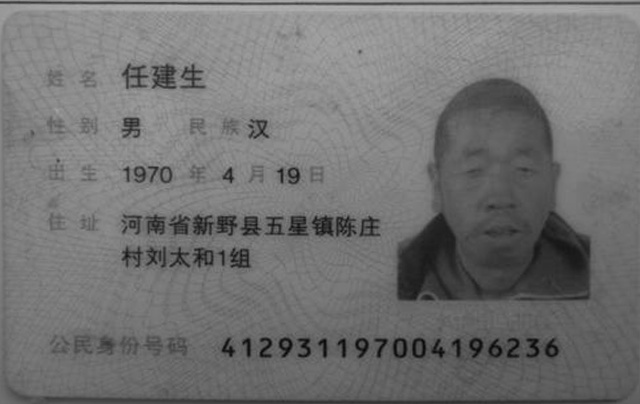 姓名 任建生
性别 男 民族 汉
出生 1970 年 4 月 19 日
住址 河南省新野县五星镇陈庄
村刘太和1组
公民身份号码 412931197004196236